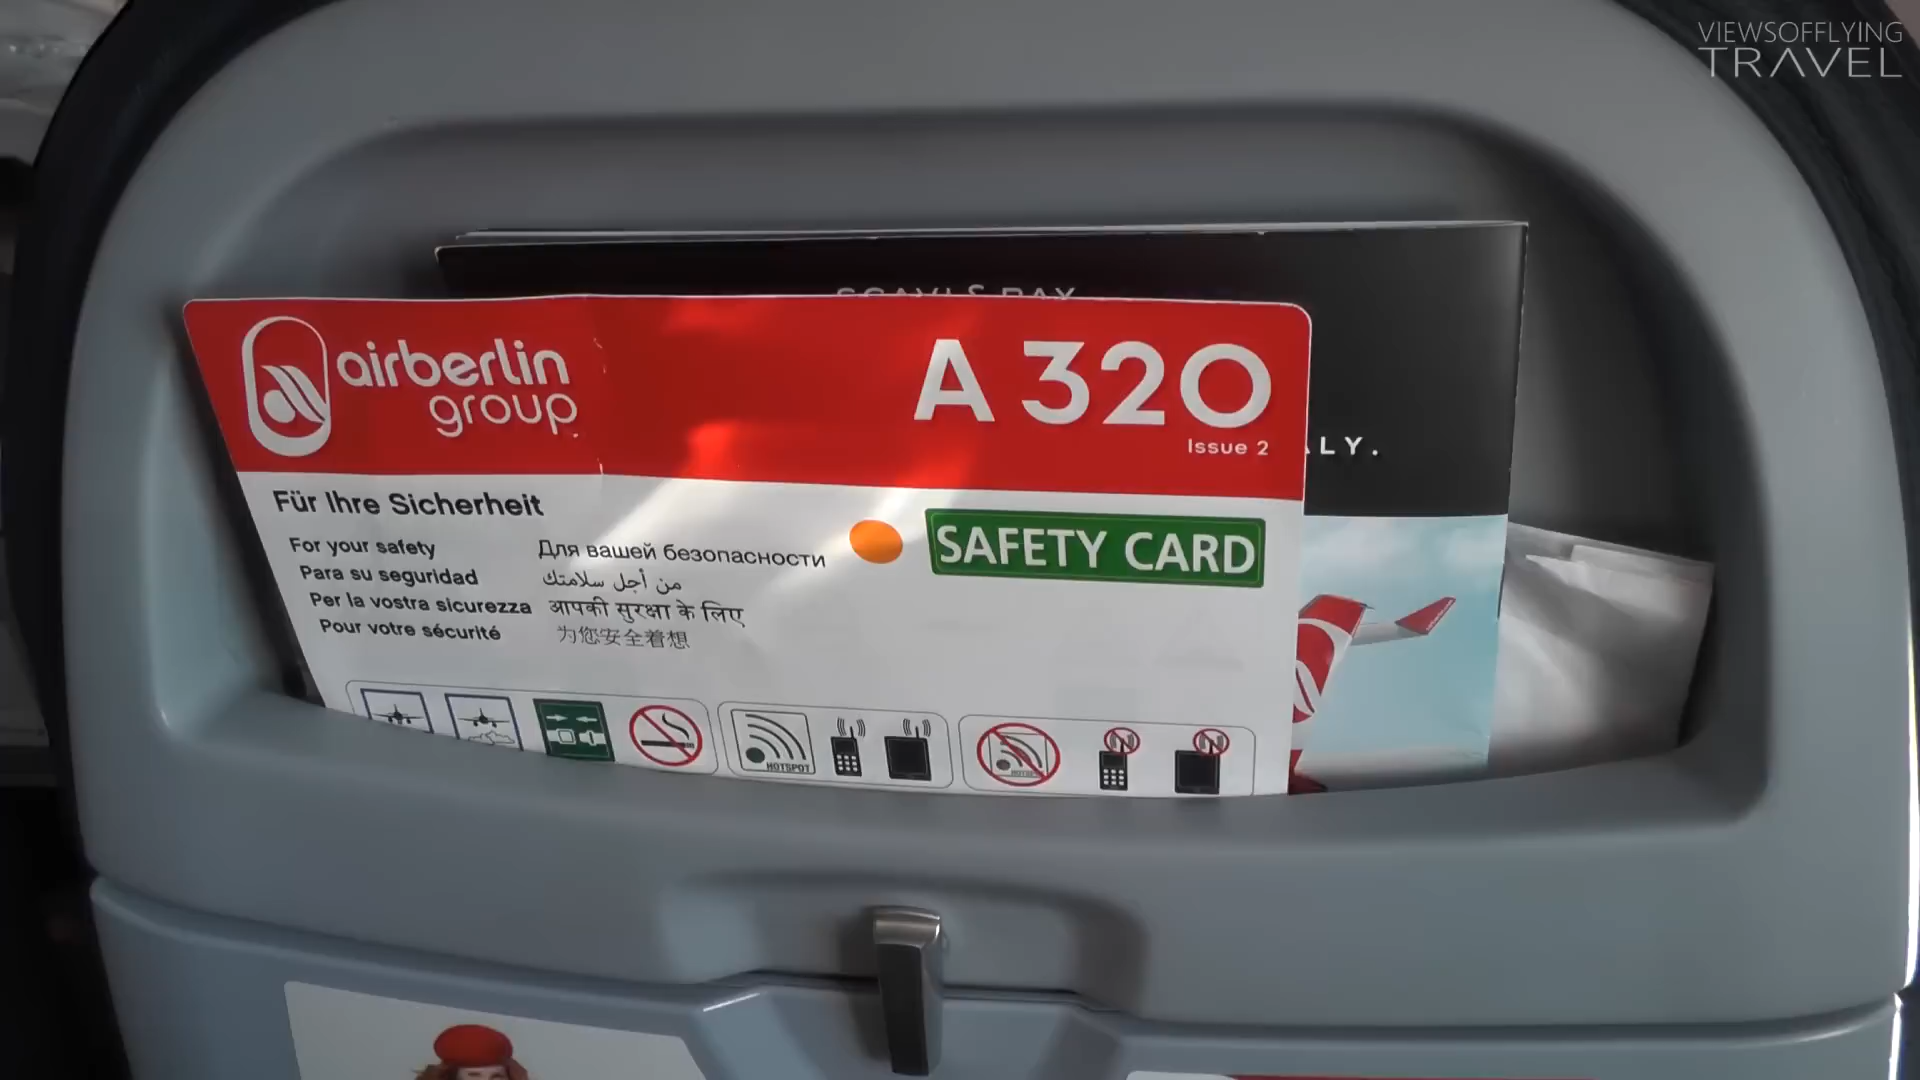 VIEWSOFFLYING
TRAVEL
airberlin
group
A 320
Issue 2
LY.
Für Ihre Sicherheit
SAFETY CARD
For your safety
Para su seguridad
Per la vostra sicurezza
Pour votre sécurité
Для вашей безопасности
من أجل سلامتك
आपकी सुरक्षा के लिए
为您安全着想
HOTSPOT